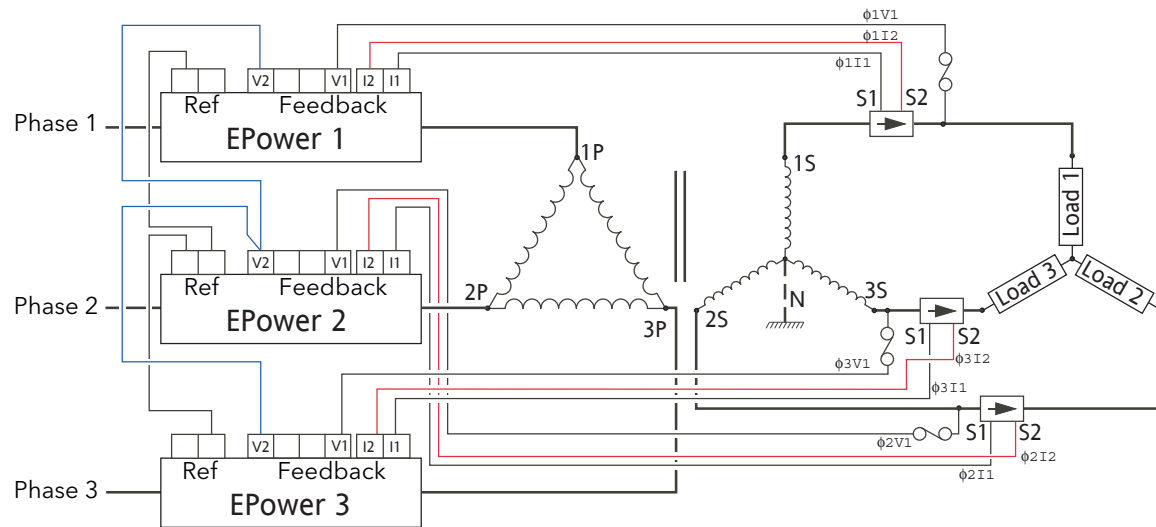 ϕ1V1
ϕ1I2
ϕ1I1
V2 V1 I2 I1
Ref Feedback
Phase 1
EPower 1
S1 S2
1P
1S
Load 1
V2 V1 I2 I1
Ref Feedback
Phase 2
EPower 2
2P
3P
2S
N
3S
Load 3
Load 2
S1 S2
ϕ3V1
ϕ3I2
ϕ3I1
V2 V1 I2 I1
Ref Feedback
Phase 3
EPower 3
S1 S2
ϕ2V1
ϕ2I2
ϕ2I1